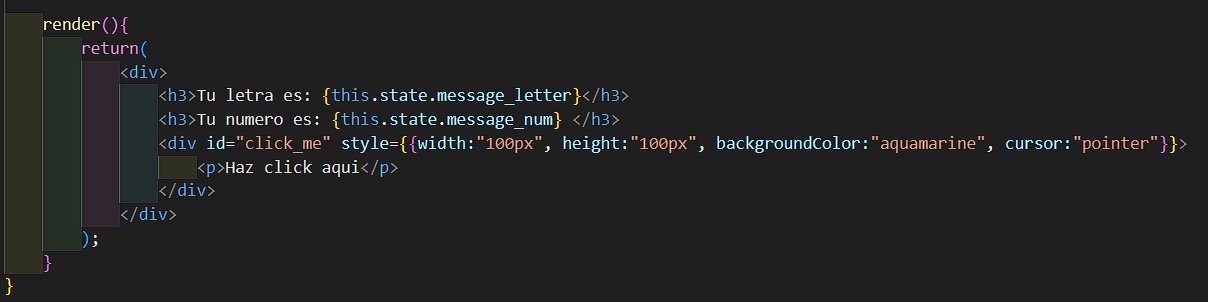 render(){
return(
<div>
<h3>Tu letra es: {this.state.message_letter}</h3>
<h3>Tu numero es: {this.state.message_num} </h3>
<div id="click_me" style={{width:"100px", height:"100px", backgroundColor:"aquamarine", cursor:"pointer"}}>
<p>Haz click aqui</p>
</div>
</div>
);
}
}